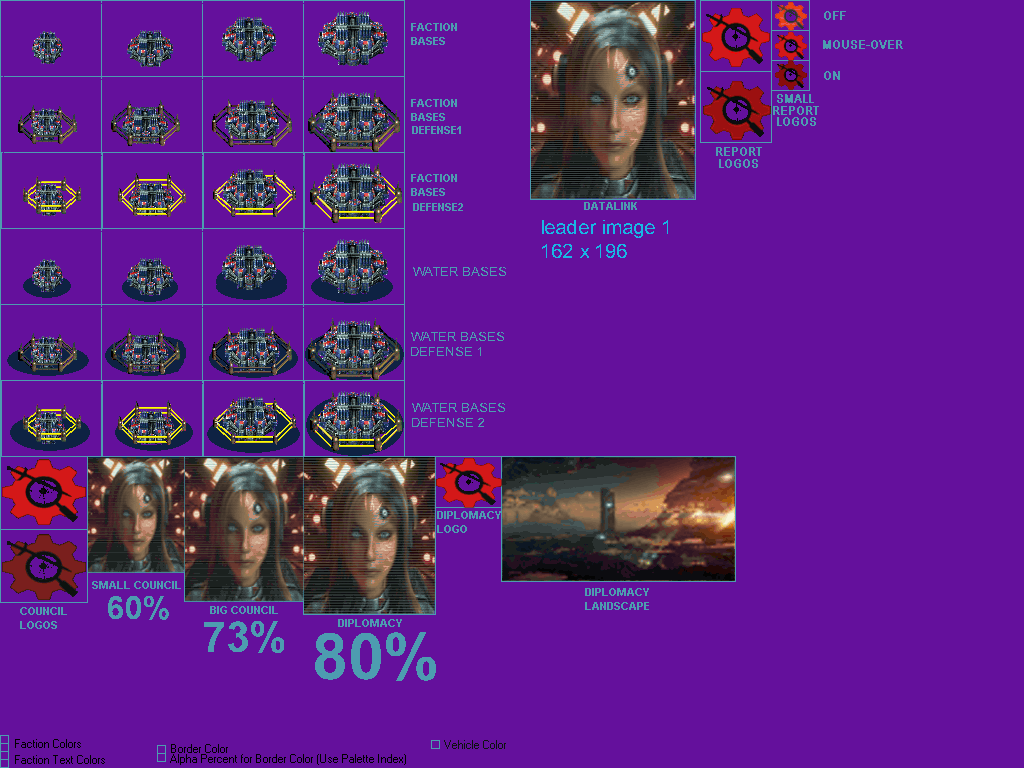 FACTION
BASES
FACTION
BASES
DEFENSE1
FACTION
BASES
DEFENSE2
WATER BASES
WATER BASES
DEFENSE 1
WATER BASES
DEFENSE 2
DATALINK
leader image 1
162 x 196
OFF
MOUSE-OVER
ON
SMALL
REPORT
LOGOS
REPORT
LOGOS
COUNCIL
LOGOS
SMALL COUNCIL
60%
BIG COUNCIL
73%
DIPLOMACY
80%
DIPLOMACY
LOGO
DIPLOMACY
LANDSCAPE
Faction Colors
Faction Text Colors
Border Color
Alpha Percent for Border Color [Use Palette Index]
Vehicle Color